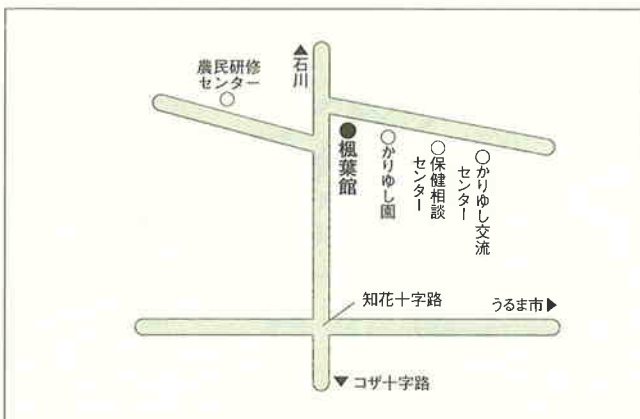 ▲石川
農民研修
センター
楓葉館
かりゆし園
保健相談
センター
かりゆし交流
センター
知花十字路
うるま市▶
▼コザ十字路